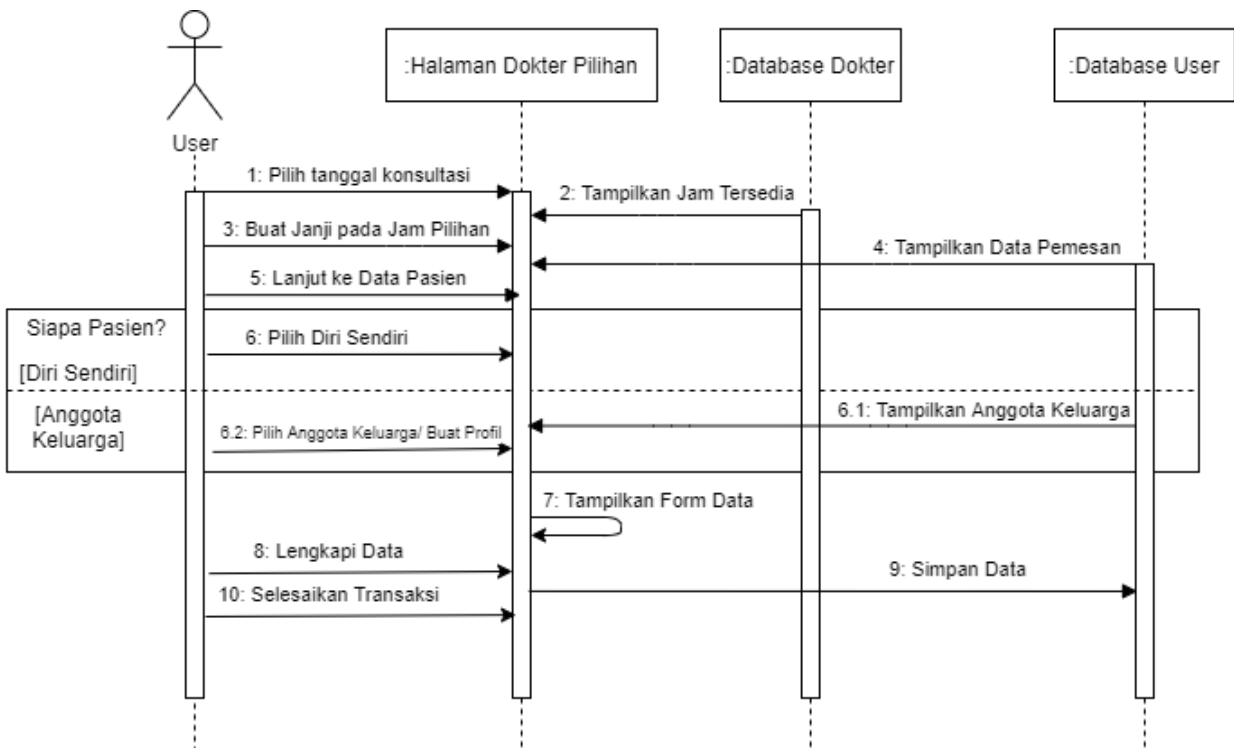 :Halaman Dokter Pilihan
:Database Dokter
:Database User
User
1: Pilih tanggal konsultasi
2: Tampilkan Jam Tersedia
3: Buat Janji pada Jam Pilihan
4: Tampilkan Data Pemesan
5: Lanjut ke Data Pasien
Siapa Pasien?
6: Pilih Diri Sendiri
[Diri Sendiri]
[Anggota
Keluarga]
6.1: Tampilkan Anggota Keluarga
6.2: Pilih Anggota Keluarga/ Buat Profil
7: Tampilkan Form Data
8: Lengkapi Data
9: Simpan Data
10: Selesaikan Transaksi